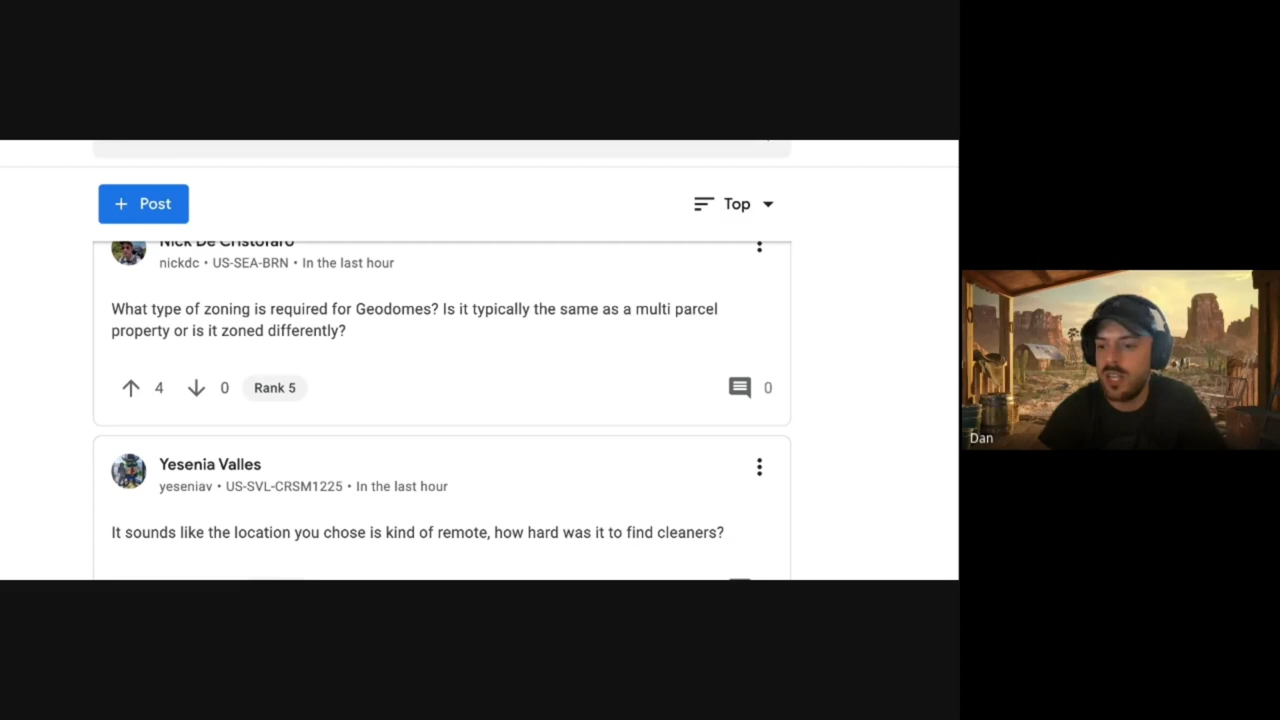 + Post
Top
Nick De Cristofaro
nickdc • US-SEA-BRN • In the last hour
What type of zoning is required for Geodomes? Is it typically the same as a multi parcel
property or is it zoned differently?
4 0 Rank 5 0
Yesenia Valles
yeseniav • US-SVL-CRSM1225 • In the last hour
It sounds like the location you chose is kind of remote, how hard was it to find cleaners?
Dan